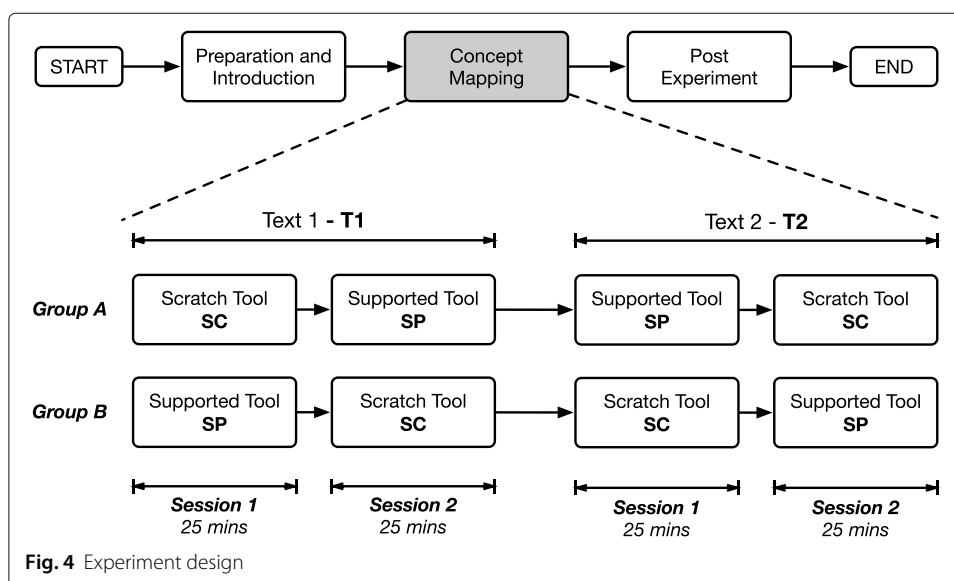 START
Preparation and
Introduction
Concept
Mapping
Post
Experiment
END
Text 1 - T1
Text 2 - T2
Group A
Scratch Tool
SC
Supported Tool
SP
Supported Tool
SP
Scratch Tool
SC
Group B
Supported Tool
SP
Scratch Tool
SC
Scratch Tool
SC
Supported Tool
SP
Session 1
25 mins
Session 2
25 mins
Session 1
25 mins
Session 2
25 mins
Fig. 4 Experiment design